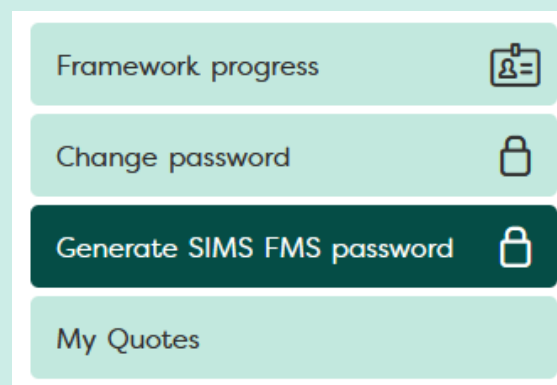 Framework progress
Change password
Generate SIMS FMS password
My Quotes